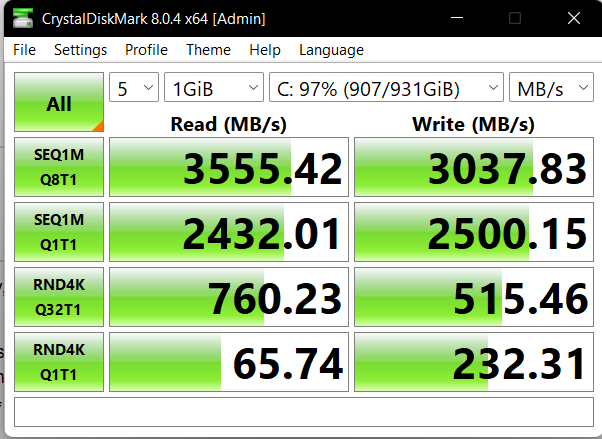 CrystalDiskMark 8.0.4 x64 [Admin]
File Settings Profile Theme Help Language
All 5 1GiB C: 97% (907/931GiB) MB/s
Read (MB/s) Write (MB/s)
SEQ1M
Q8T1 3555.42 3037.83
SEQ1M
Q1T1 2432.01 2500.15
RND4K
Q32T1 760.23 515.46
RND4K
Q1T1 65.74 232.31